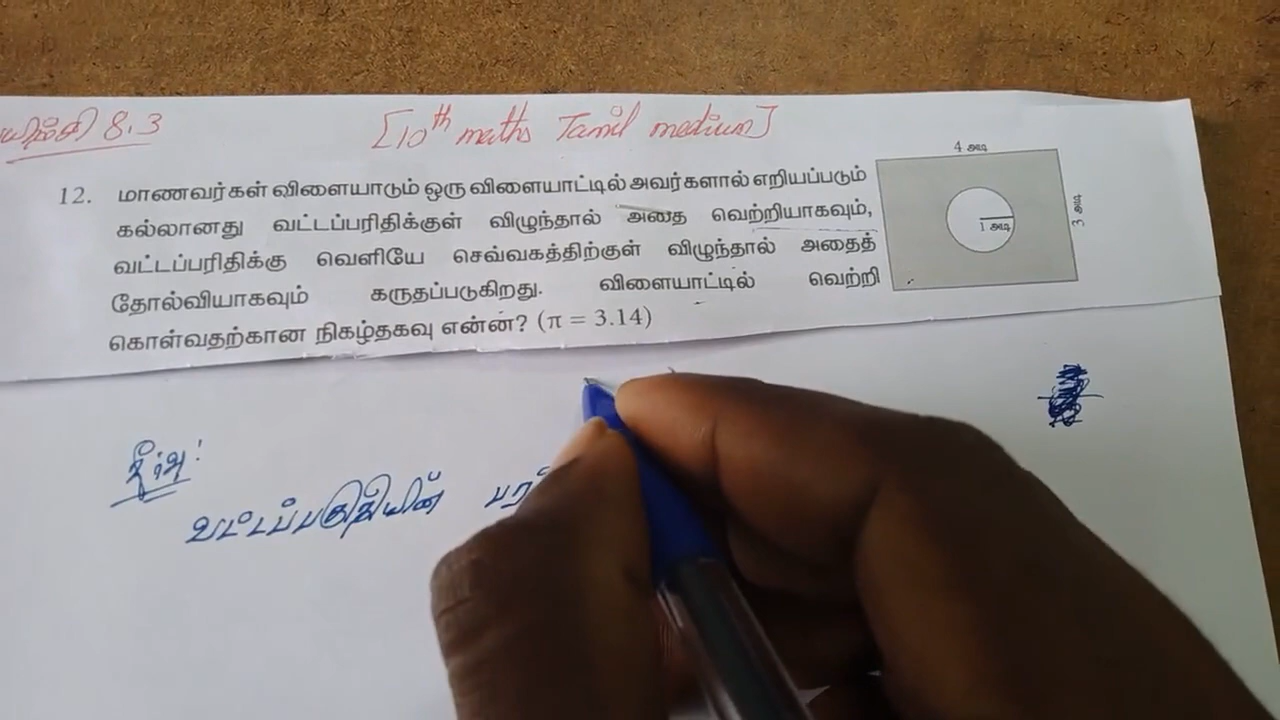 பயிற்சி 8.3
[10th maths Tamil medium]
12. மாணவர்கள் விளையாடும் ஒரு விளையாட்டில் அவர்களால் எறியப்படும்
கல்லானது வட்டப்பரிதிக்குள் விழுந்தால் அதை வெற்றியாகவும்,
வட்டப்பரிதிக்கு வெளியே செவ்வகத்திற்குள் விழுந்தால் அதைத்
தோல்வியாகவும் கருதப்படுகிறது. விளையாட்டில் வெற்றி
கொள்வதற்கான நிகழ்தகவு என்ன? (π = 3.14)
4 அடி
3 அடி
1 அடி
தீர்வு:
வட்டப்பகுதியின்